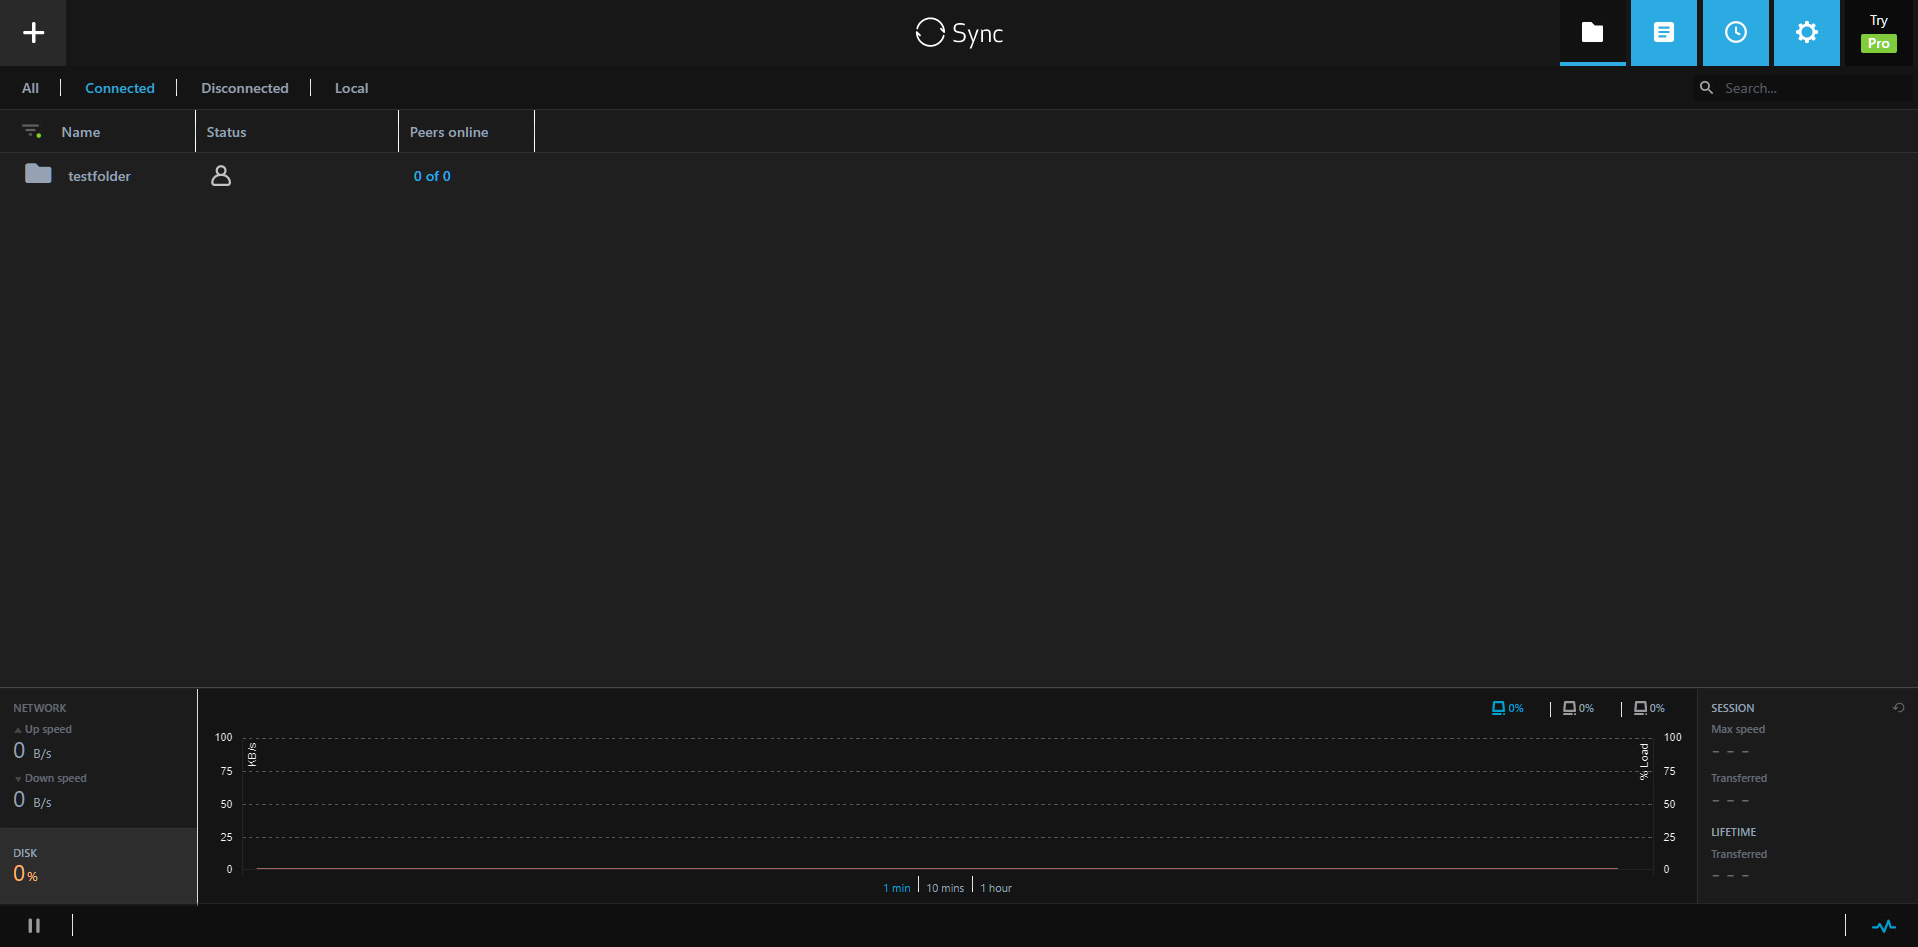 Sync
Try
Pro
All
Connected
Disconnected
Local
Search...
Name
Status
Peers online
testfolder
0 of 0
NETWORK
Up speed
0 B/s
Down speed
0 B/s
DISK
0%
0%
0%
0%
100
75
50
25
0
KB/s
% Load
100
75
50
25
0
1 min
10 mins
1 hour
SESSION
Max speed
- - -
Transferred
- - -
LIFETIME
Transferred
- - -